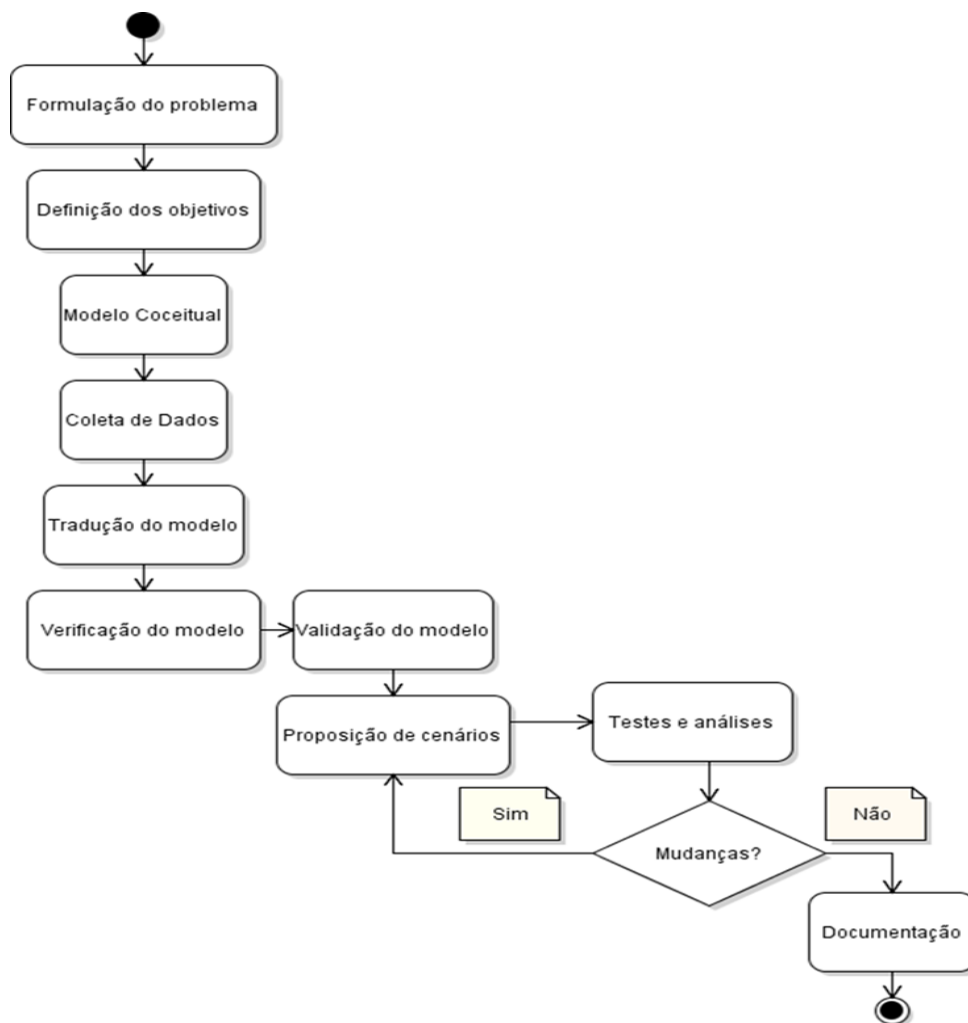 Formulação do problema
Definição dos objetivos
Modelo Coceitual
Coleta de Dados
Tradução do modelo
Verificação do modelo
Validação do modelo
Proposição de cenários
Testes e análises
Sim
Não
Mudanças?
Documentação